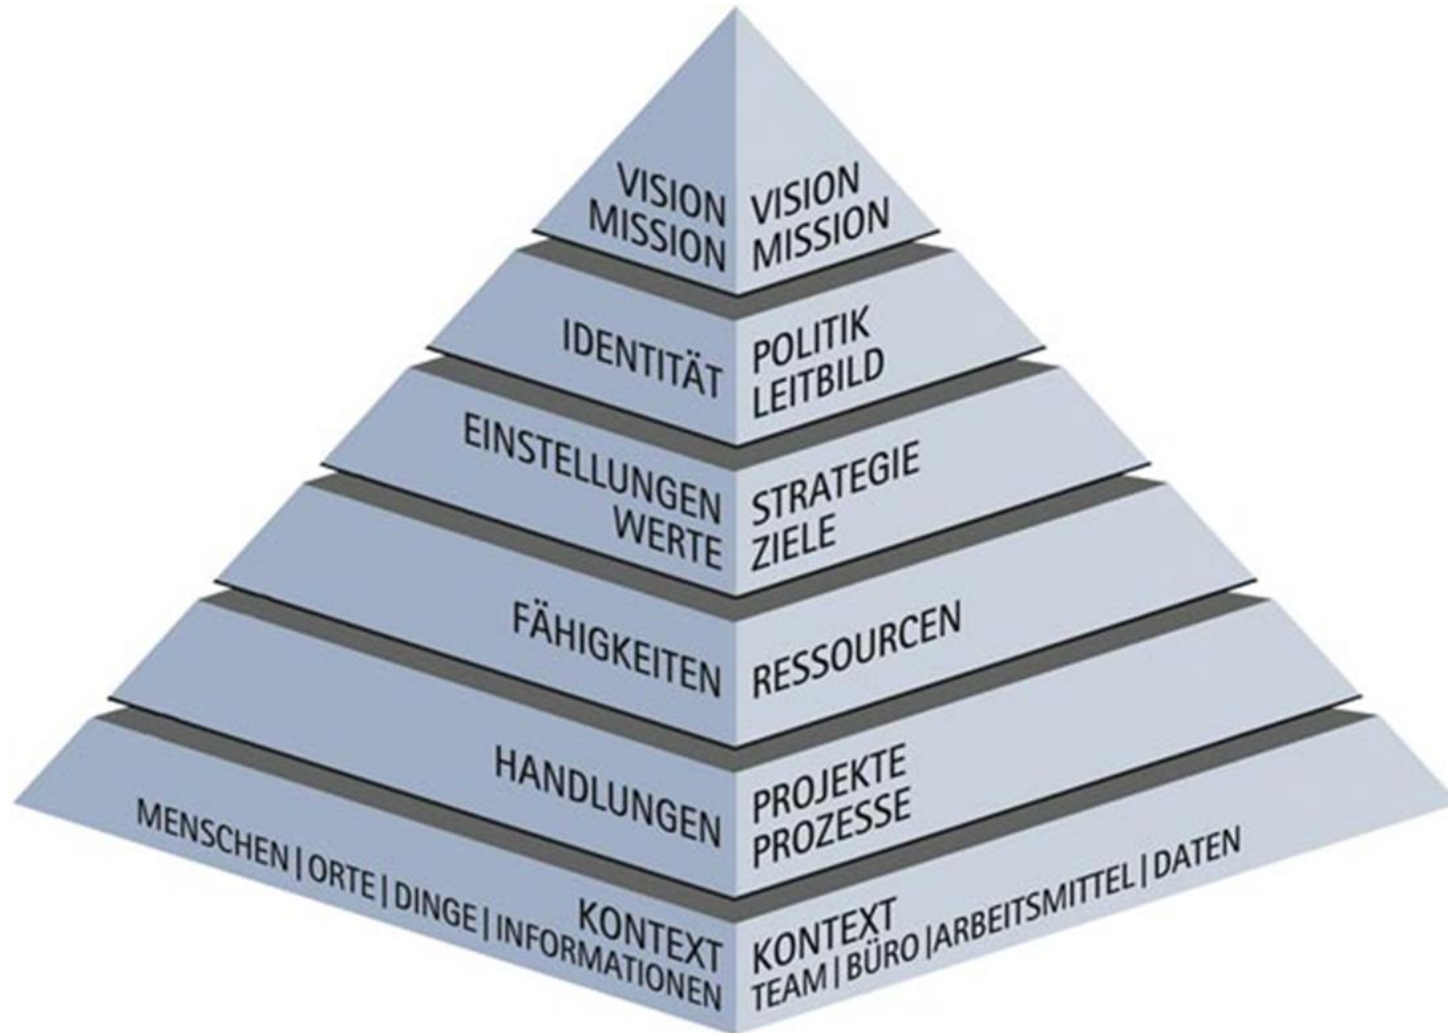 VISION
MISSION
VISION
MISSION
IDENTITÄT
POLITIK
LEITBILD
EINSTELLUNGEN
WERTE
STRATEGIE
ZIELE
FÄHIGKEITEN
RESSOURCEN
HANDLUNGEN
PROJEKTE
PROZESSE
KONTEXT
MENSCHEN | ORTE | DINGE | INFORMATIONEN
KONTEXT
TEAM | BÜRO | ARBEITSMITTEL | DATEN